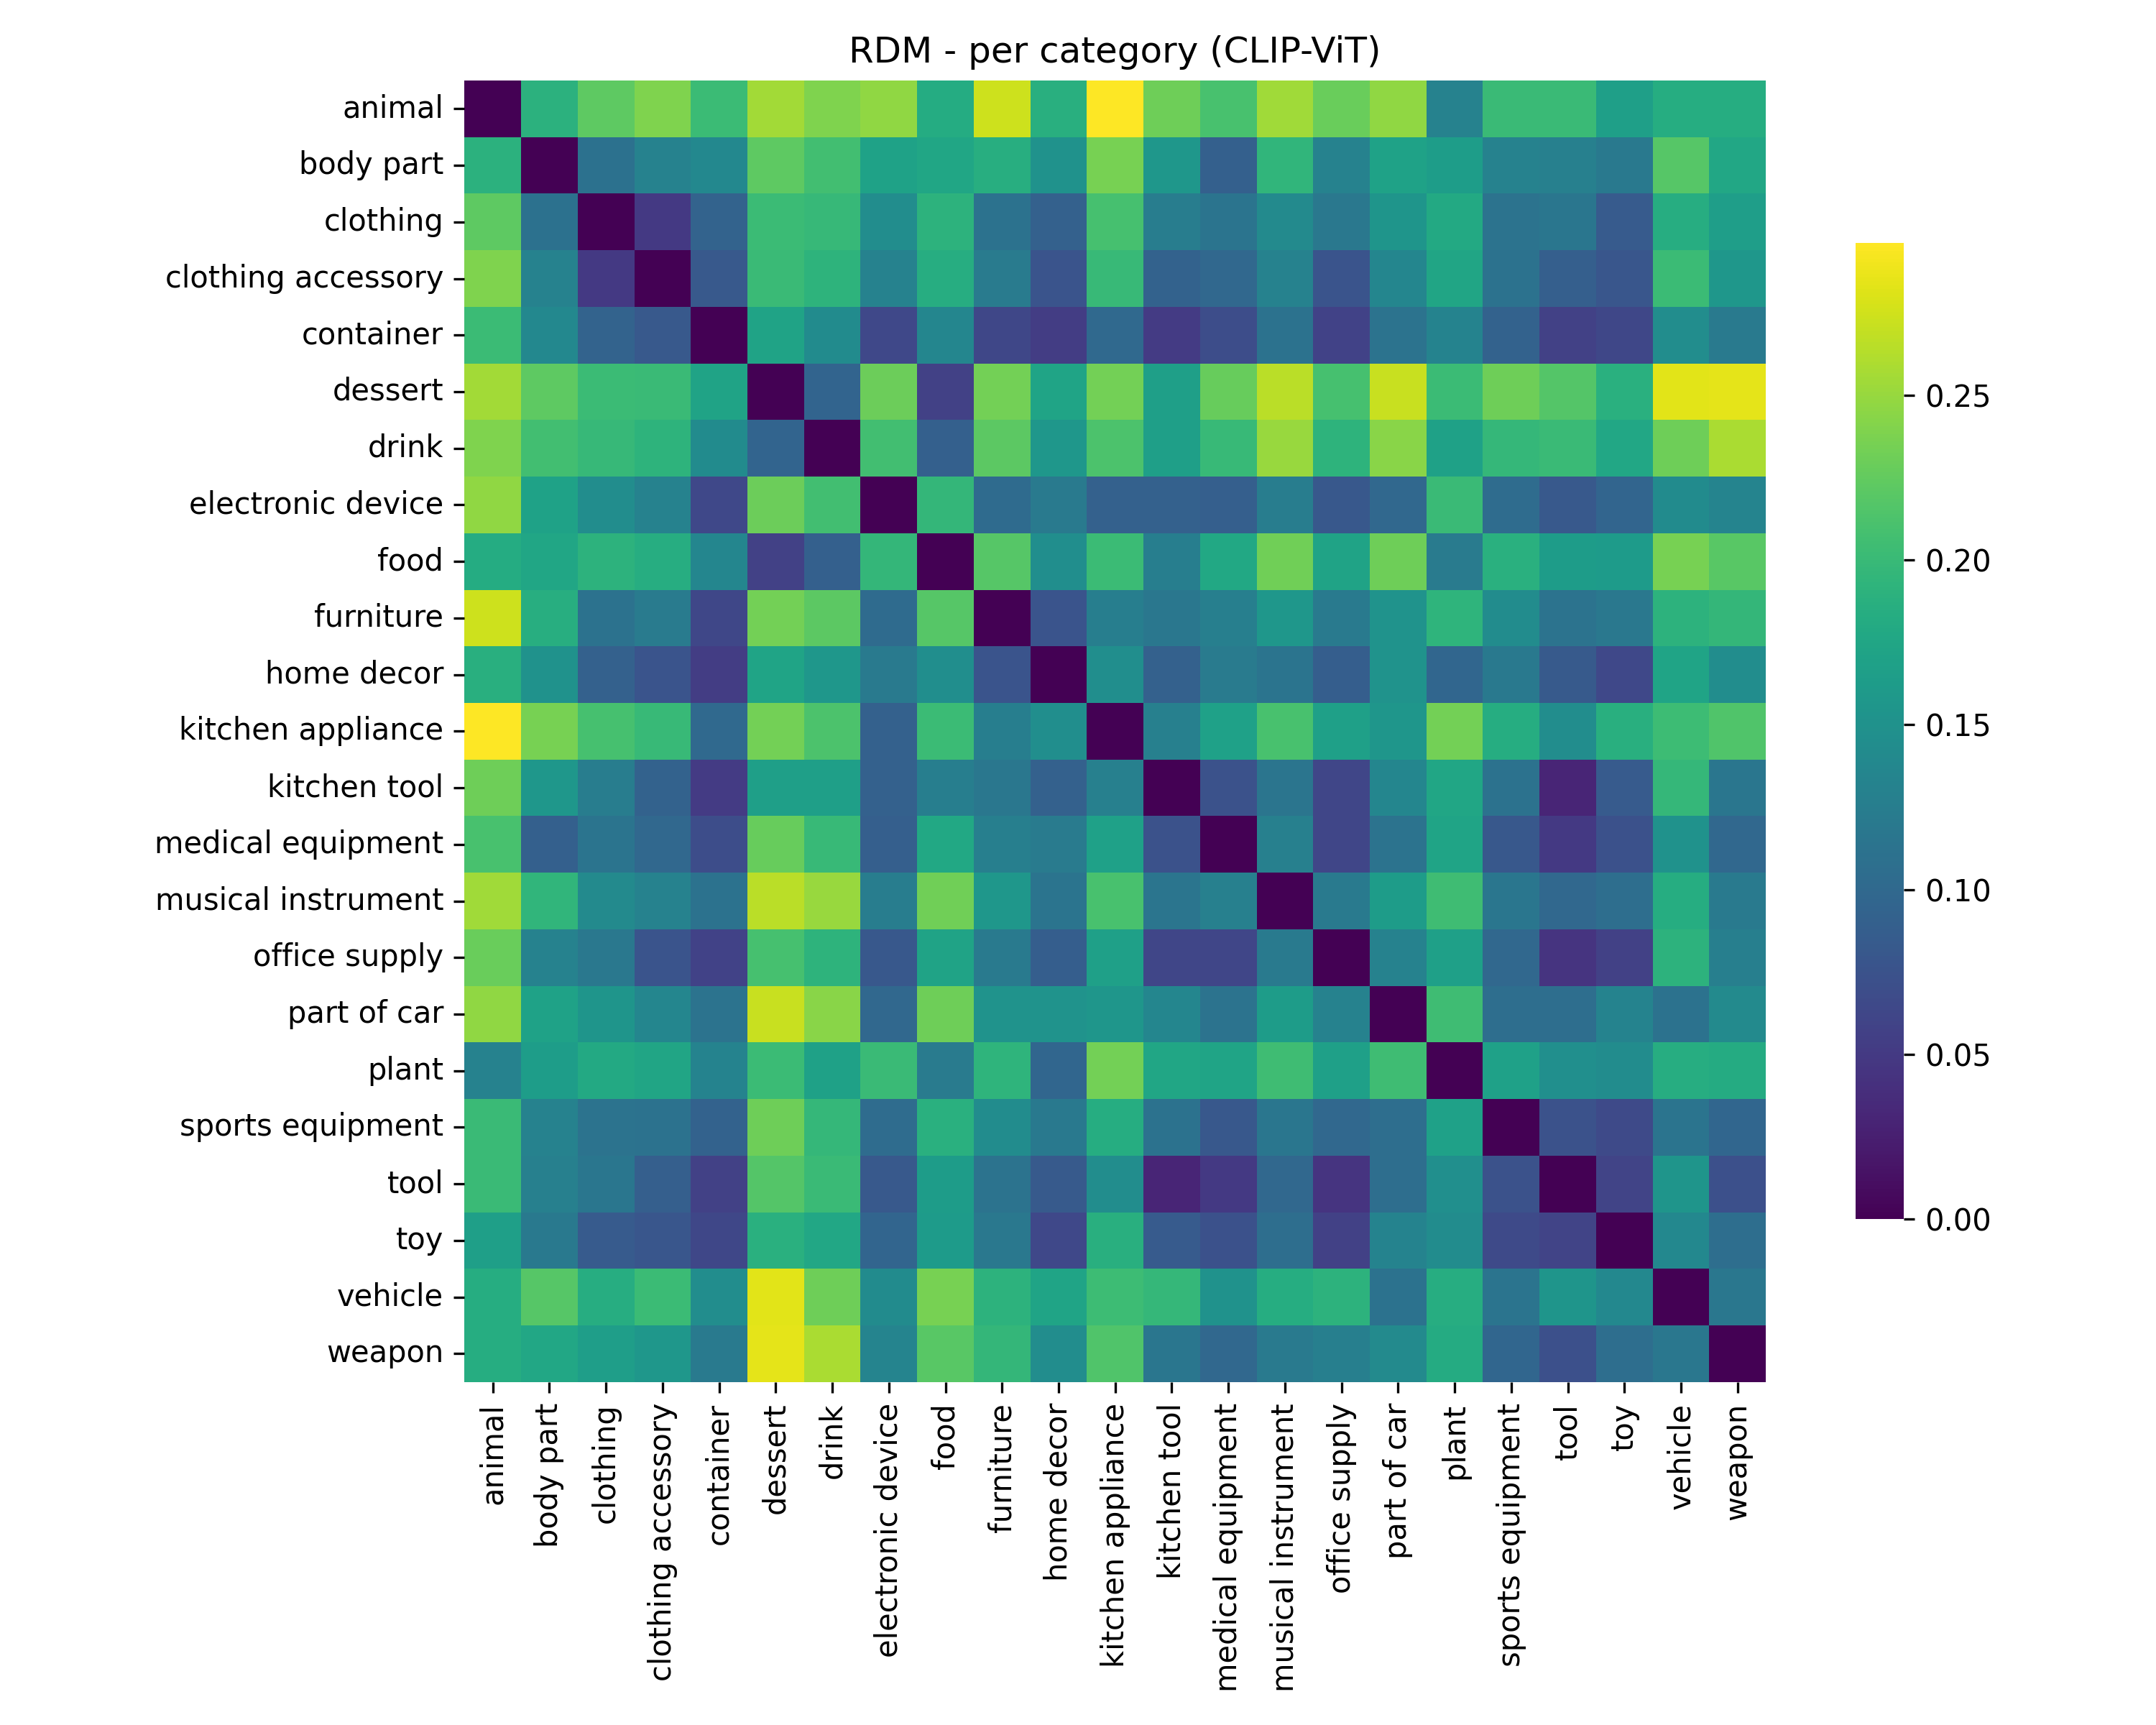 RDM - per category (CLIP-ViT)
animal
body part
clothing
clothing accessory
container
dessert
drink
electronic device
food
furniture
home decor
kitchen appliance
kitchen tool
medical equipment
musical instrument
office supply
part of car
plant
sports equipment
tool
toy
vehicle
weapon
animal
body part
clothing
clothing accessory
container
dessert
drink
electronic device
food
furniture
home decor
kitchen appliance
kitchen tool
medical equipment
musical instrument
office supply
part of car
plant
sports equipment
tool
toy
vehicle
weapon
0.25
0.20
0.15
0.10
0.05
0.00